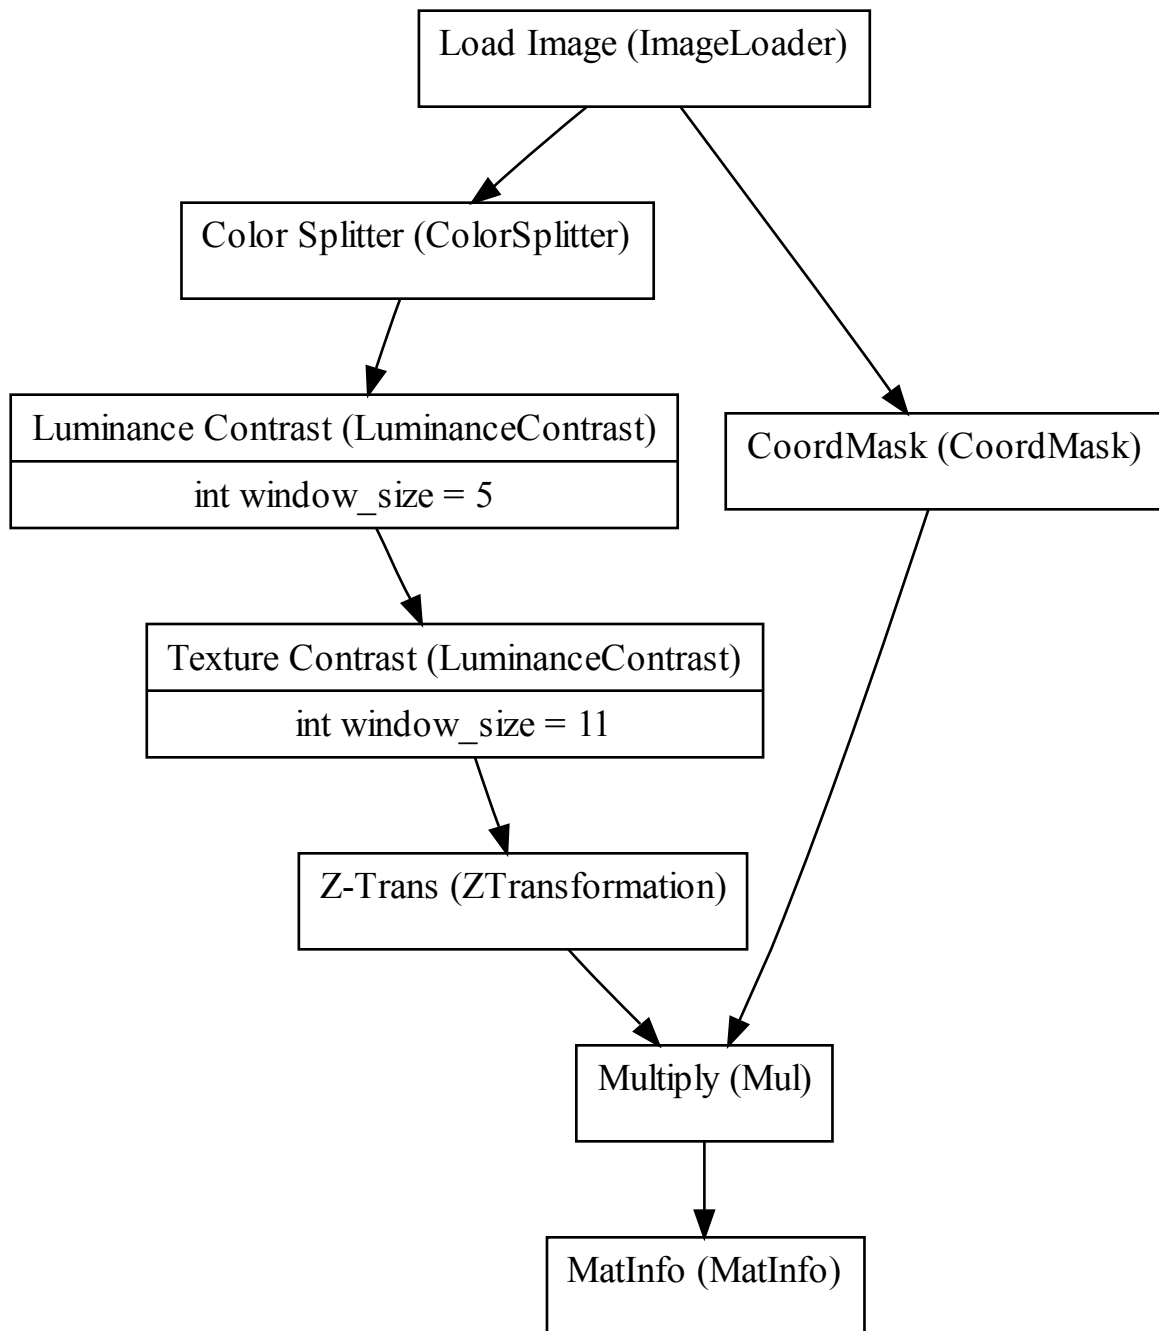 Load Image (ImageLoader)
Color Splitter (ColorSplitter)
Luminance Contrast (LuminanceContrast)
int window_size = 5
CoordMask (CoordMask)
Texture Contrast (LuminanceContrast)
int window_size = 11
Z-Trans (ZTransformation)
Multiply (Mul)
MatInfo (MatInfo)